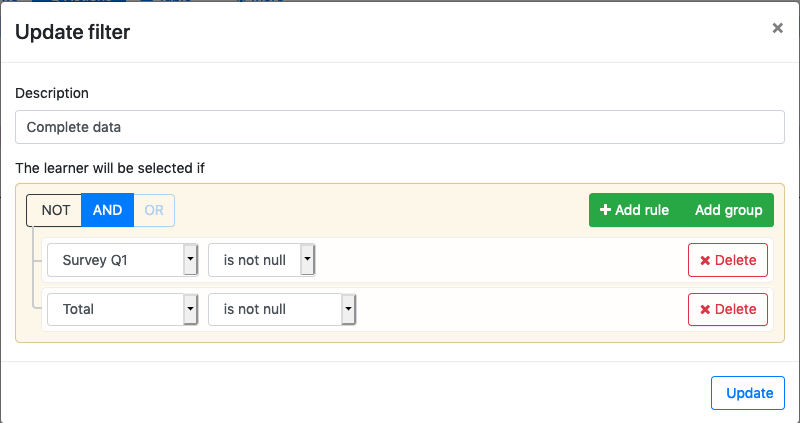 Update filter
×
Description
Complete data
The learner will be selected if
NOT AND OR + Add rule Add group
Survey Q1 is not null × Delete
Total is not null × Delete
Update